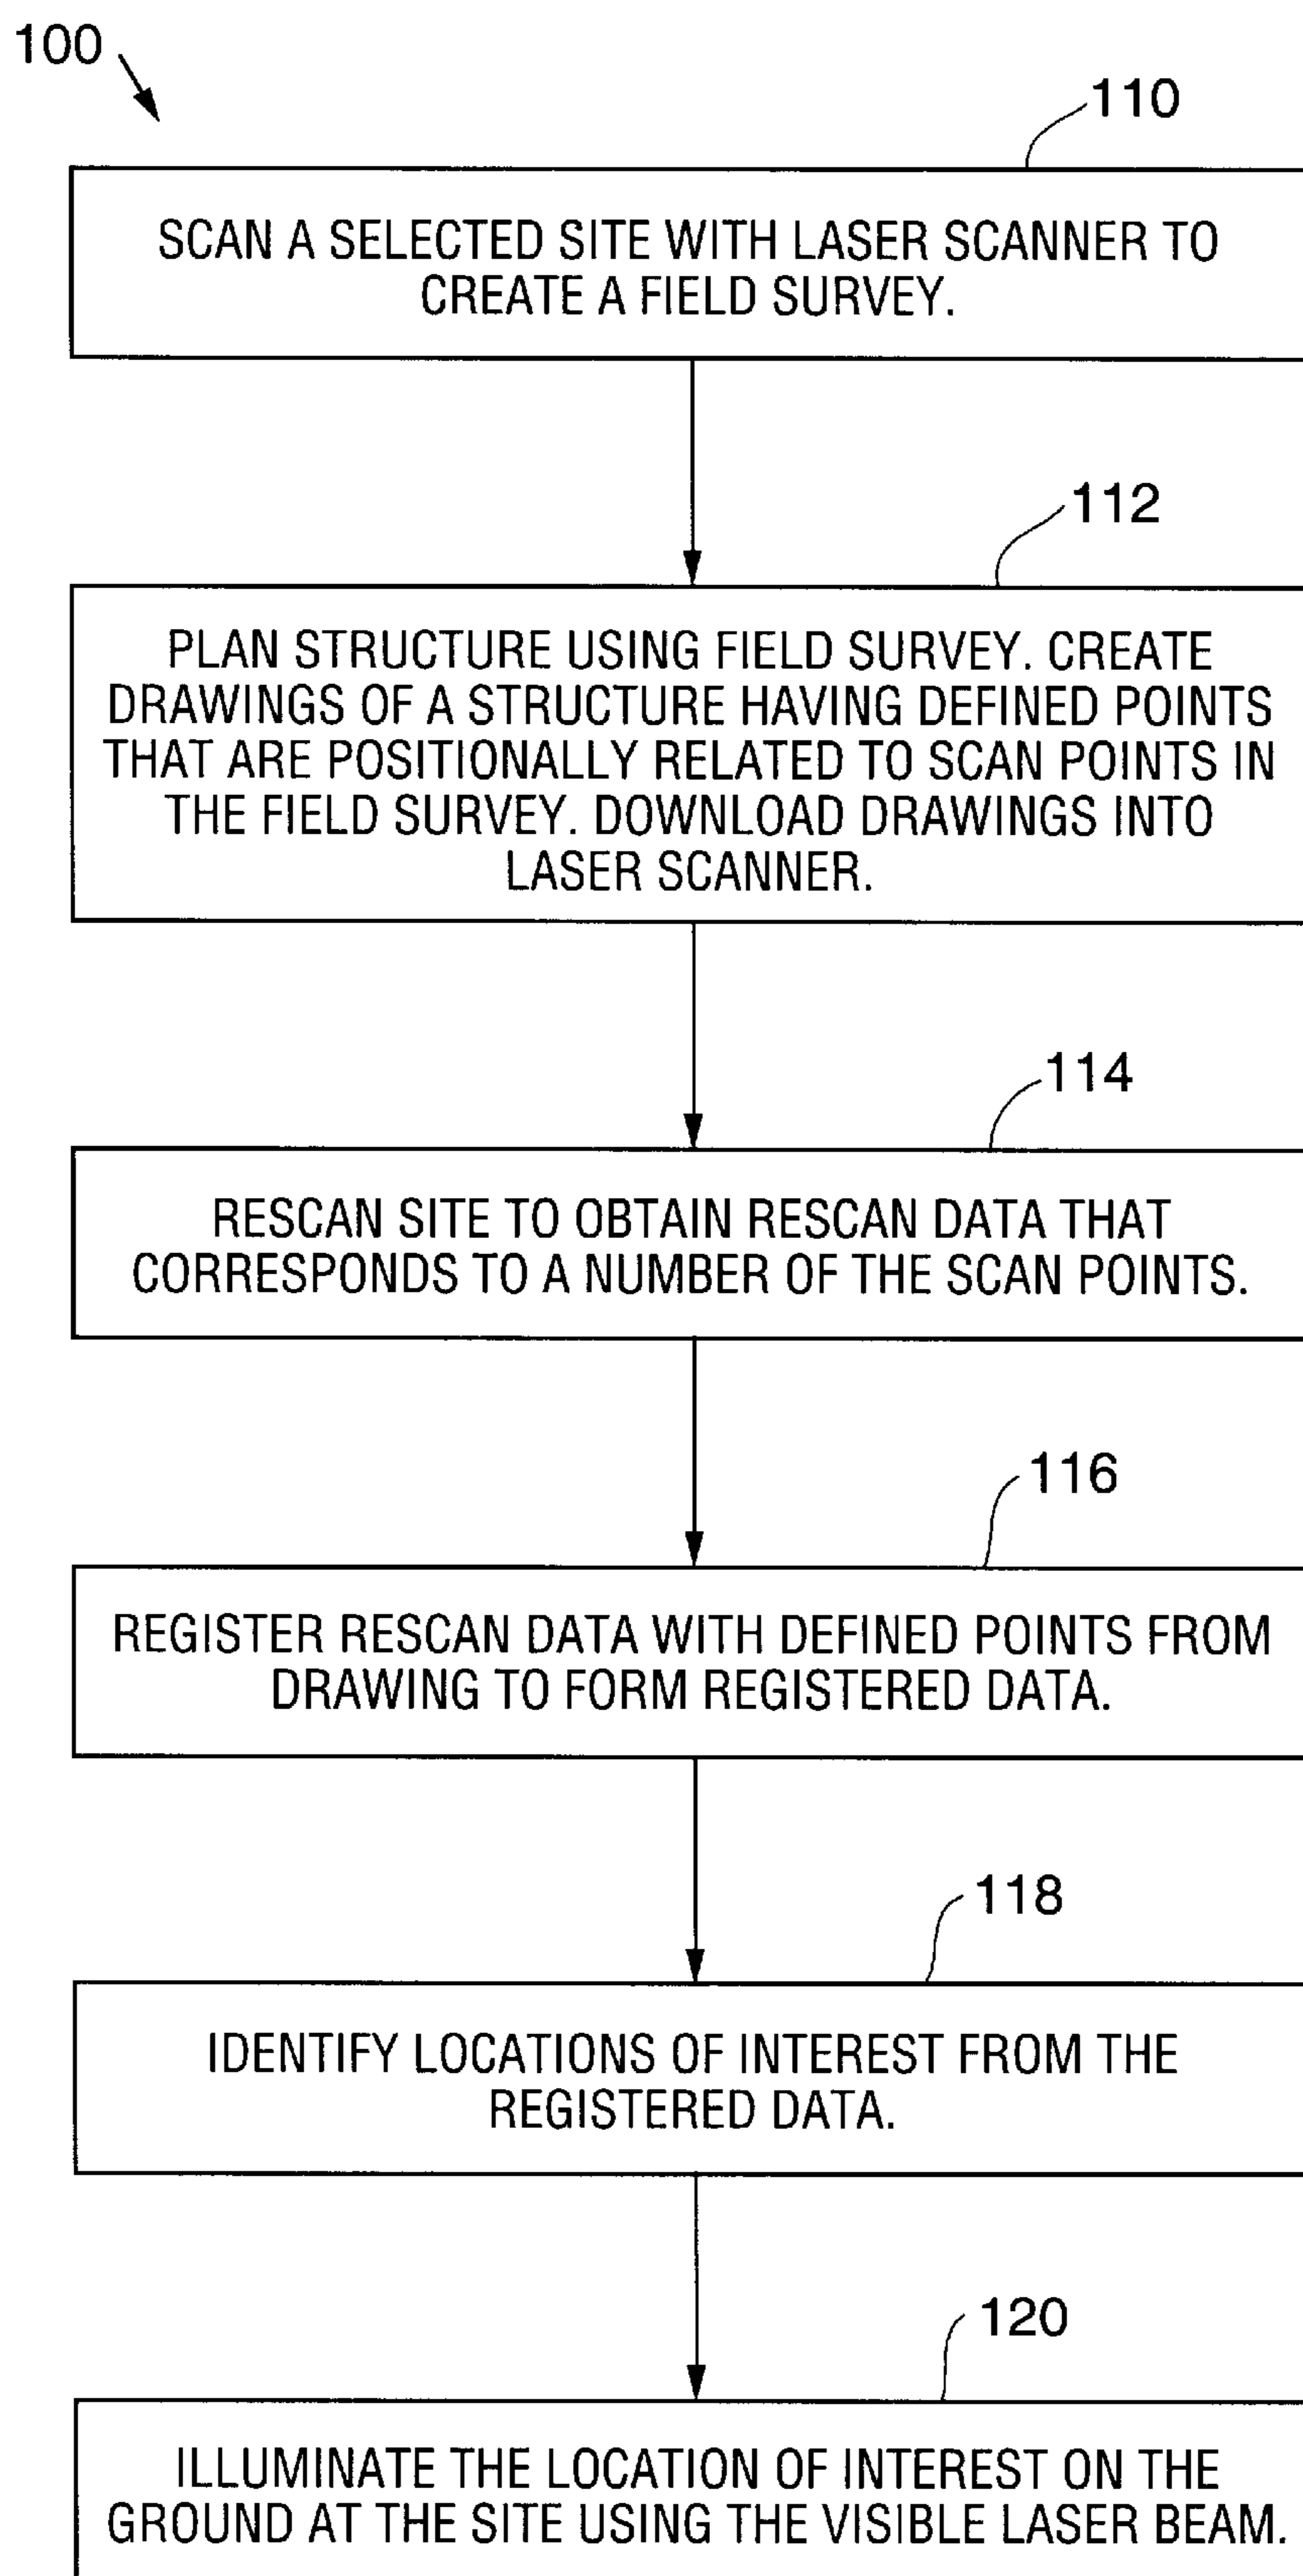 100
110
SCAN A SELECTED SITE WITH LASER SCANNER TO
CREATE A FIELD SURVEY.
112
PLAN STRUCTURE USING FIELD SURVEY. CREATE
DRAWINGS OF A STRUCTURE HAVING DEFINED POINTS
THAT ARE POSITIONALLY RELATED TO SCAN POINTS IN
THE FIELD SURVEY. DOWNLOAD DRAWINGS INTO
LASER SCANNER.
114
RESCAN SITE TO OBTAIN RESCAN DATA THAT
CORRESPONDS TO A NUMBER OF THE SCAN POINTS.
116
REGISTER RESCAN DATA WITH DEFINED POINTS FROM
DRAWING TO FORM REGISTERED DATA.
118
IDENTIFY LOCATIONS OF INTEREST FROM THE
REGISTERED DATA.
120
ILLUMINATE THE LOCATION OF INTEREST ON THE
GROUND AT THE SITE USING THE VISIBLE LASER BEAM.